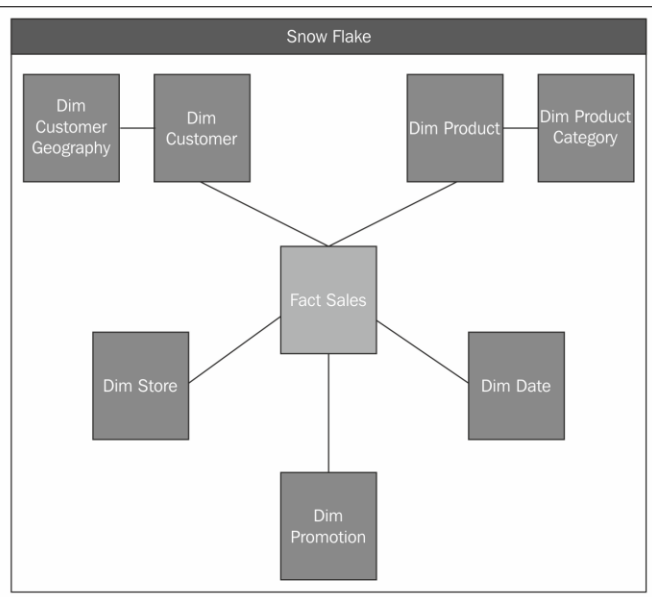 Snow Flake
Dim
Customer
Geography
Dim
Customer
Dim Product
Dim Product
Category
Fact Sales
Dim Store
Dim Date
Dim
Promotion